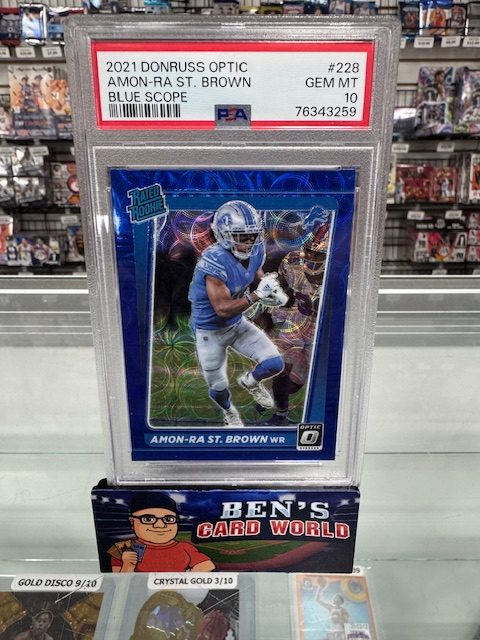 2021 DONRUSS OPTIC #228
AMON-RA ST. BROWN GEM MT
BLUE SCOPE 10
PSA 76343259
RATED
ROOKIE
AMON-RA ST. BROWN WR
OPTIC
BEN'S
CARD WORLD
GOLD DISCO 9/10
CRYSTAL GOLD 3/10